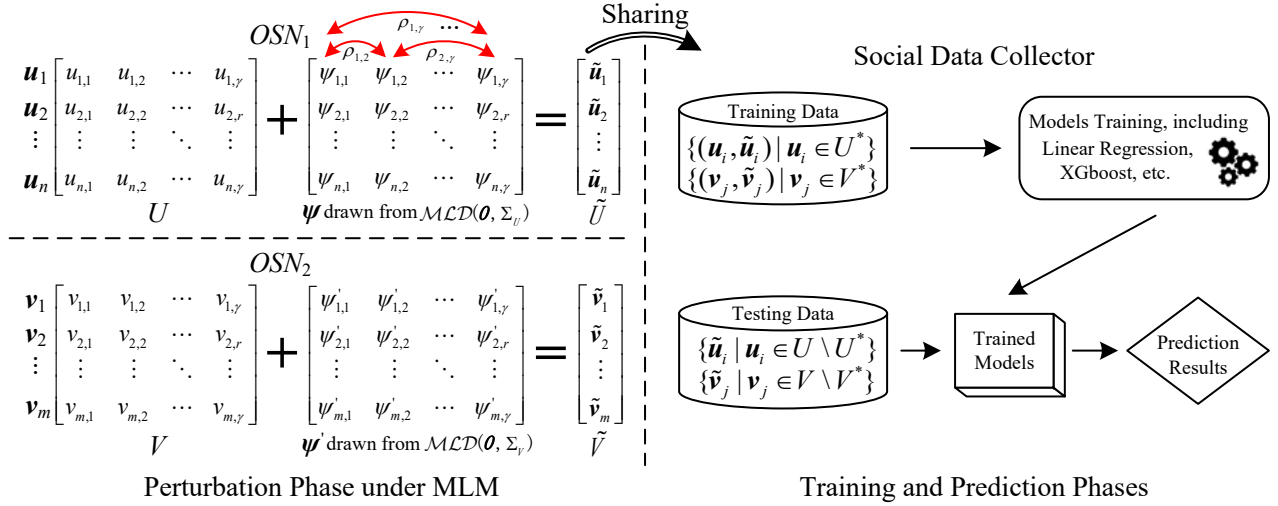 OSN₁
ρ₁,γ ...
ρ₁,₂ ρ₂,γ
Sharing
u₁ u₁,₁ u₁,₂ ⋯ u₁,γ + ψ₁,₁ ψ₁,₂ ⋯ ψ₁,γ = ũ₁
u₂ u₂,₁ u₂,₂ ⋯ u₂,r ψ₂,₁ ψ₂,₂ ⋯ ψ₂,r ũ₂
⋮ ⋮ ⋮ ⋱ ⋮ ⋮ ⋮ ⋱ ⋮ ⋮
uₙ uₙ,₁ uₙ,₂ ⋯ uₙ,γ ψₙ,₁ ψₙ,₂ ⋯ ψₙ,γ ũₙ
U ψ drawn from 𝓜𝓛𝓓(0, Σ_U) Ũ
OSN₂
v₁ v₁,₁ v₁,₂ ⋯ v₁,γ + ψ'₁,₁ ψ'₁,₂ ⋯ ψ'₁,γ = ṽ₁
v₂ v₂,₁ v₂,₂ ⋯ v₂,r ψ'₂,₁ ψ'₂,₂ ⋯ ψ'₂,r ṽ₂
⋮ ⋮ ⋮ ⋱ ⋮ ⋮ ⋮ ⋱ ⋮ ⋮
vₘ vₘ,₁ vₘ,₂ ⋯ vₘ,γ ψ'ₘ,₁ ψ'ₘ,₂ ⋯ ψ'ₘ,γ ṽₘ
V ψ' drawn from 𝓜𝓛𝓓(0, Σ_V) Ṽ
Perturbation Phase under MLM
Social Data Collector
Training Data
{(uᵢ, ũᵢ) | uᵢ ∈ U*}
{(vⱼ, ṽⱼ) | vⱼ ∈ V*}
Models Training, including
Linear Regression,
XGboost, etc.
Testing Data
{ũᵢ | uᵢ ∈ U \ U*}
{ṽⱼ | vⱼ ∈ V \ V*}
Trained
Models
Prediction
Results
Training and Prediction Phases